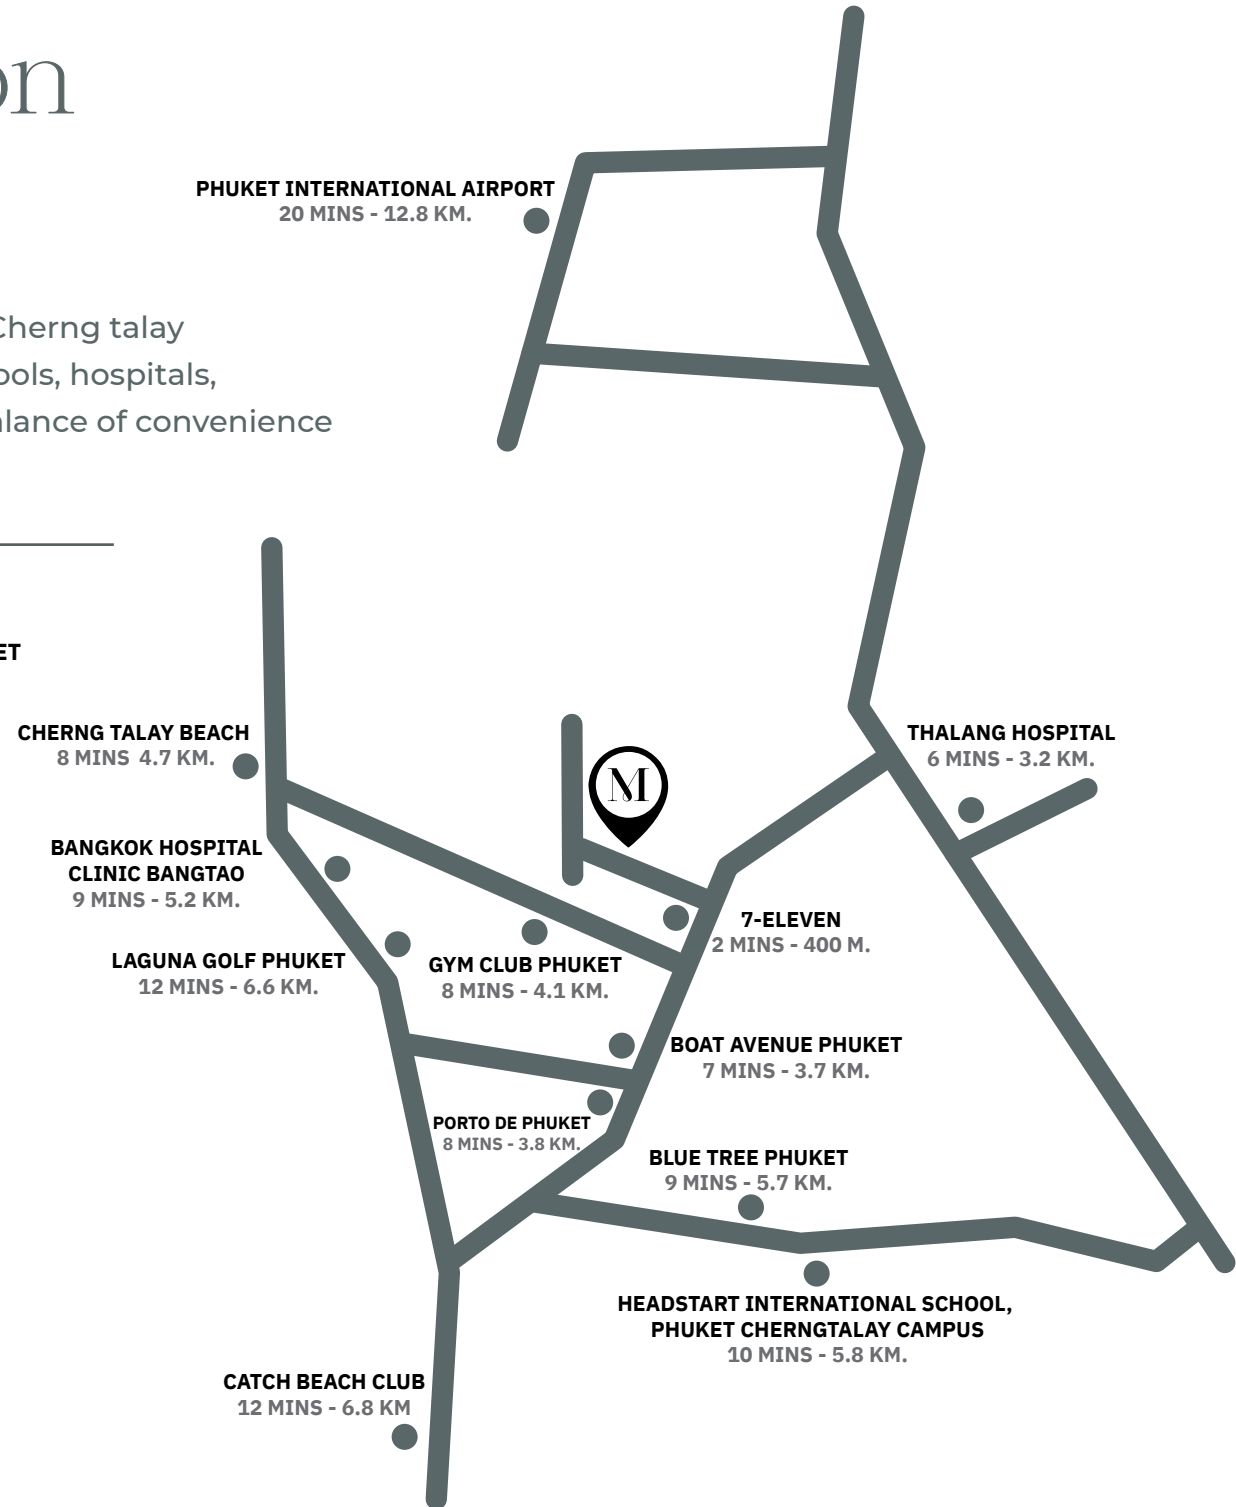 on
PHUKET INTERNATIONAL AIRPORT
20 MINS - 12.8 KM.
Cherng talay
ools, hospitals,
alance of convenience
ET
CHERNG TALAY BEACH
8 MINS 4.7 KM.
THALANG HOSPITAL
6 MINS - 3.2 KM.
M
BANGKOK HOSPITAL
CLINIC BANGTAO
9 MINS - 5.2 KM.
7-ELEVEN
2 MINS - 400 M.
LAGUNA GOLF PHUKET
12 MINS - 6.6 KM.
GYM CLUB PHUKET
8 MINS - 4.1 KM.
BOAT AVENUE PHUKET
7 MINS - 3.7 KM.
PORTO DE PHUKET
8 MINS - 3.8 KM.
BLUE TREE PHUKET
9 MINS - 5.7 KM.
HEADSTART INTERNATIONAL SCHOOL,
PHUKET CHERNGTALAY CAMPUS
10 MINS - 5.8 KM.
CATCH BEACH CLUB
12 MINS - 6.8 KM